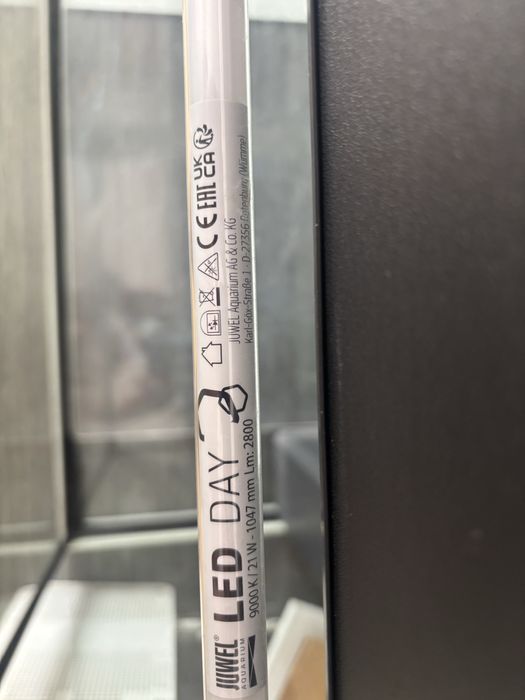 JUWEL®
AQUARIUM
LED DAY
9000 K / 21 W - 1047 mm Lm: 2800
CE EAC UK CA
JUWEL Aquarium AG & Co. KG
Karl-Göx-Straße 1 · D-27356 Rotenburg (Wümme)